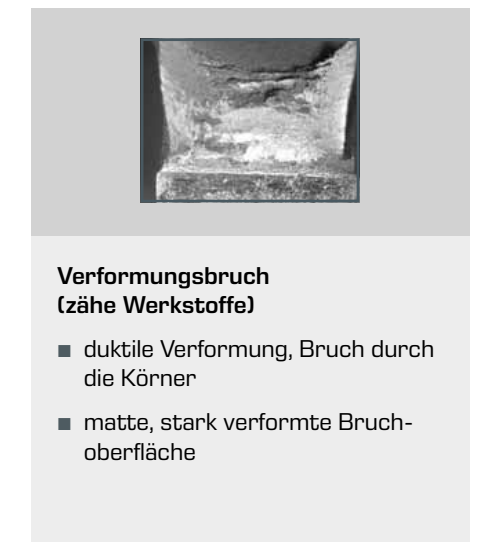 Verformungsbruch
(zähe Werkstoffe)
■ duktile Verformung, Bruch durch
die Körner
■ matte, stark verformte Bruch-
oberfläche